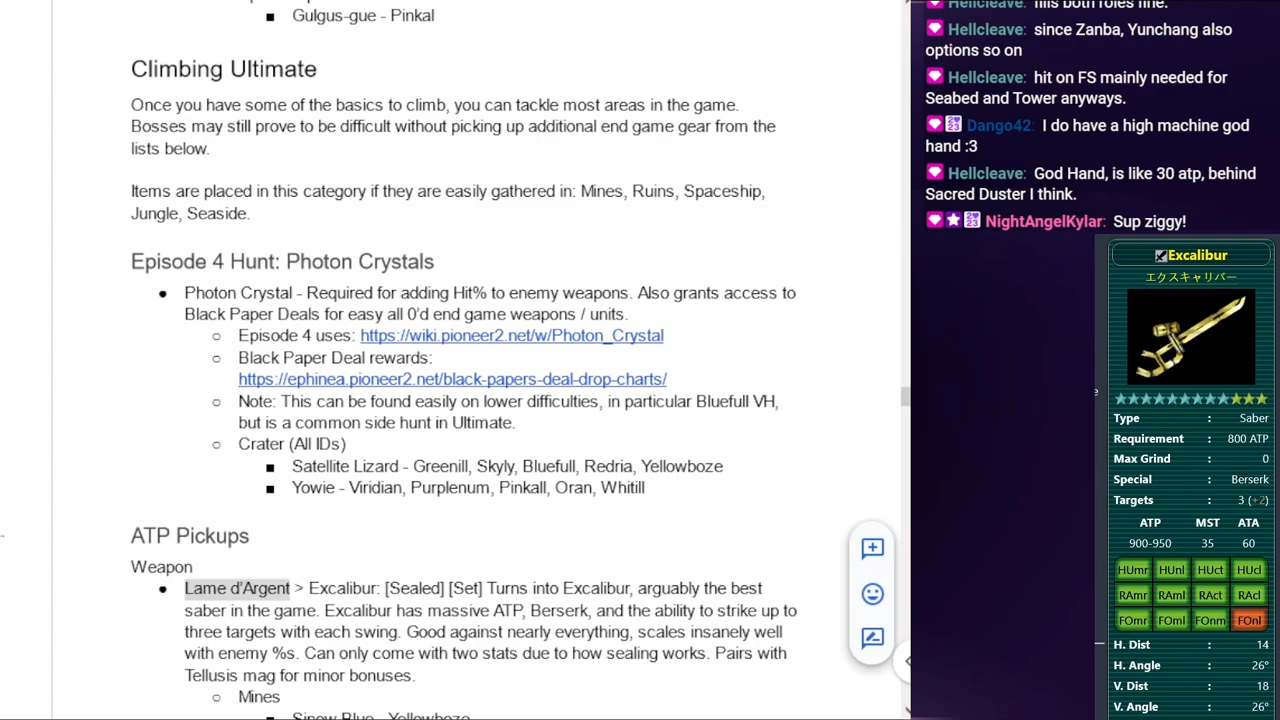 Gulgus-gue - Pinkal
Climbing Ultimate
Once you have some of the basics to climb, you can tackle most areas in the game.
Bosses may still prove to be difficult without picking up additional end game gear from the
lists below.
Items are placed in this category if they are easily gathered in: Mines, Ruins, Spaceship,
Jungle, Seaside.
Episode 4 Hunt: Photon Crystals
Photon Crystal - Required for adding Hit% to enemy weapons. Also grants access to
Black Paper Deals for easy all 0'd end game weapons / units.
Episode 4 uses: https://wiki.pioneer2.net/w/Photon_Crystal
Black Paper Deal rewards:
https://ephinea.pioneer2.net/black-papers-deal-drop-charts/
Note: This can be found easily on lower difficulties, in particular Bluefull VH,
but is a common side hunt in Ultimate.
Crater (All IDs)
Satellite Lizard - Greenill, Skyly, Bluefull, Redria, Yellowboze
Yowie - Viridian, Purplenum, Pinkall, Oran, Whitill
ATP Pickups
Weapon
Lame d'Argent > Excalibur: [Sealed] [Set] Turns into Excalibur, arguably the best
saber in the game. Excalibur has massive ATP, Berserk, and the ability to strike up to
three targets with each swing. Good against nearly everything, scales insanely well
with enemy %s. Can only come with two stats due to how sealing works. Pairs with
Tellusis mag for minor bonuses.
Mines
Sinow Blue - Yellowboze
Hellcleave: fills both roles fine.
Hellcleave: since Zanba, Yunchang also
options so on
Hellcleave: hit on FS mainly needed for
Seabed and Tower anyways.
Dango42: I do have a high machine god
hand :3
Hellcleave: God Hand, is like 30 atp, behind
Sacred Duster I think.
NightAngelKylar: Sup ziggy!
Excalibur
エクスキャリバー
Type : Saber
Requirement : 800 ATP
Max Grind : 0
Special : Berserk
Targets : 3 (+2)
ATP MST ATA
900-950 35 60
HUmr HUnl HUct HUcl
RAmr RAml RAct RAcl
FOmr FOml FOnm FOnl
H. Dist : 14
H. Angle : 26°
V. Dist : 18
V. Angle : 26°